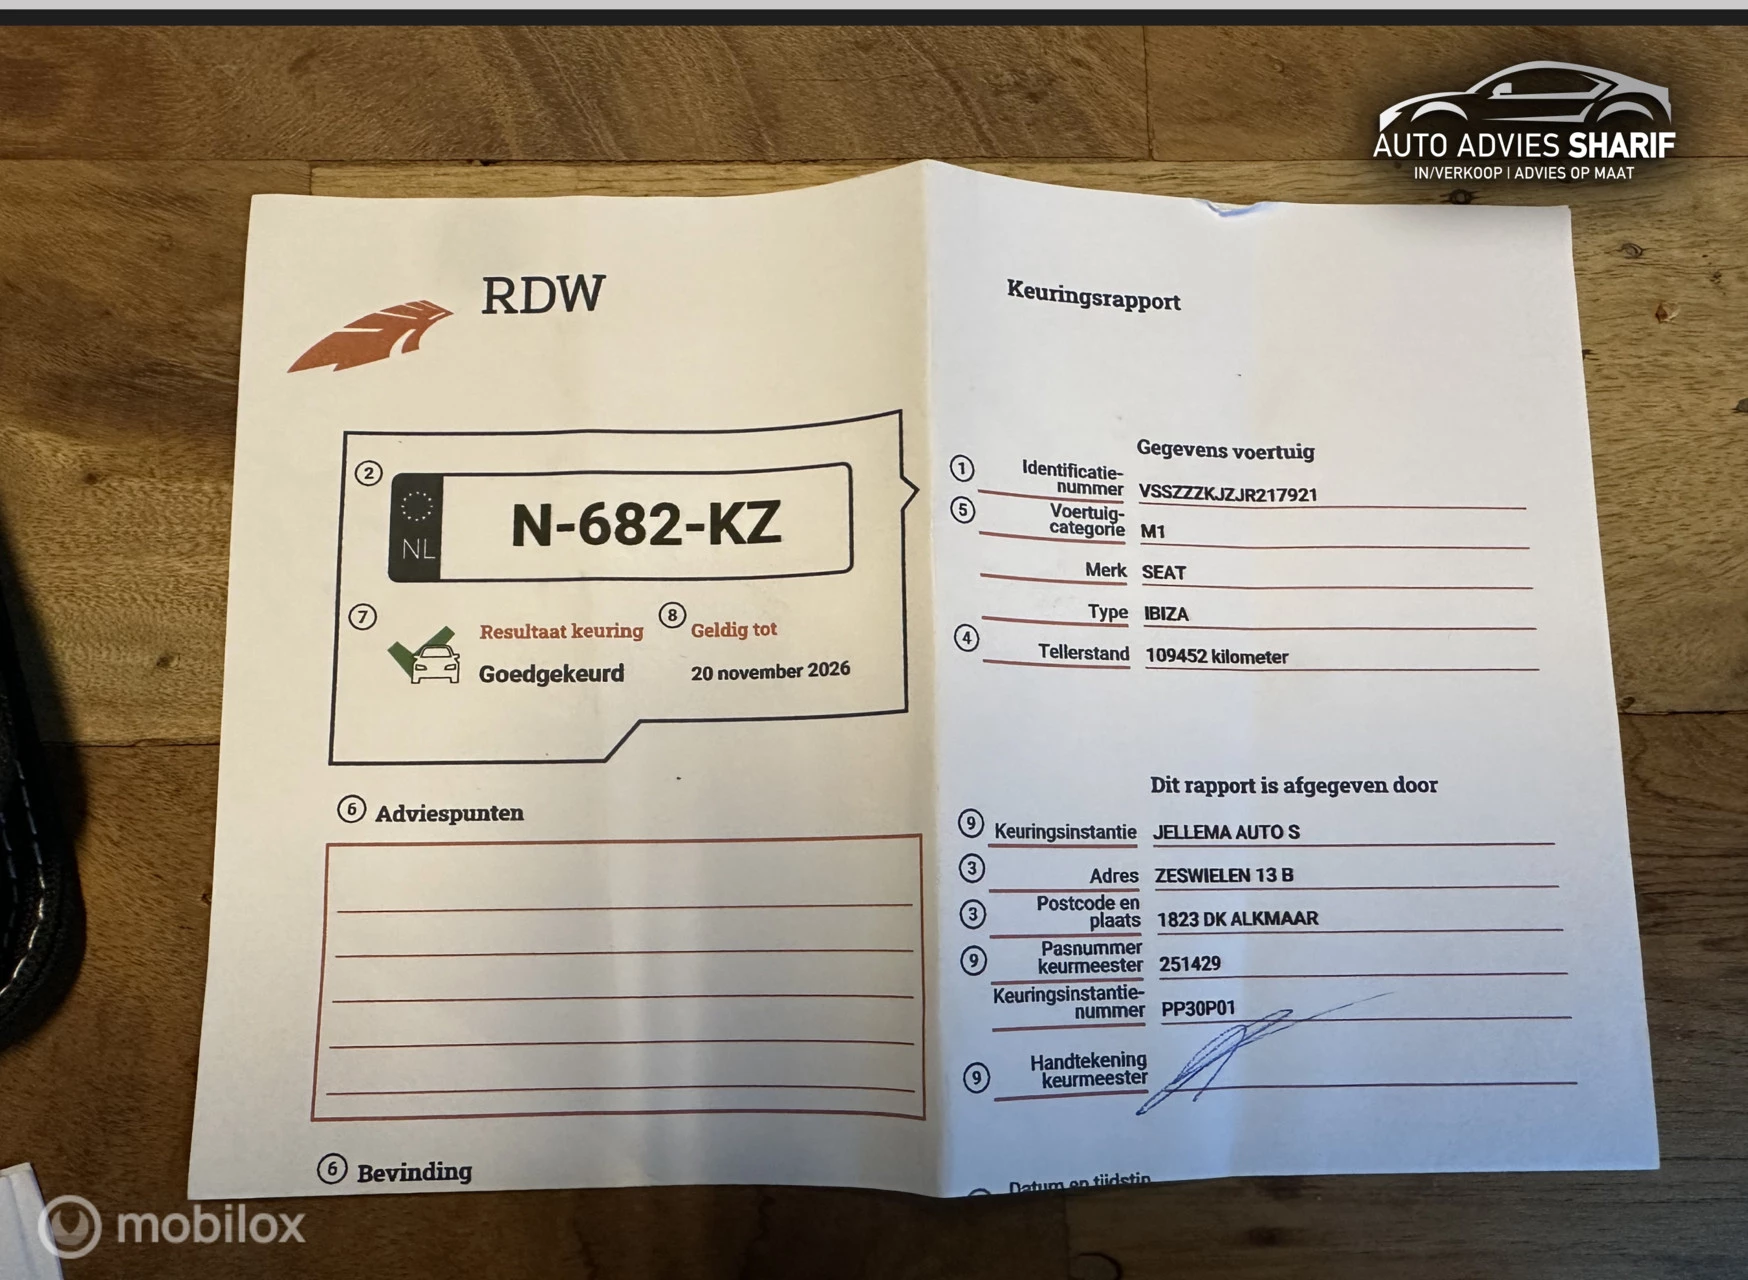 AUTO ADVIES SHARIF
IN/VERKOOP | ADVIES OP MAAT
RDW
2
NL
N-682-KZ
7
Resultaat keuring
Goedgekeurd
8
Geldig tot
20 november 2026
6 Adviespunten
6 Bevinding
Keuringsrapport
Gegevens voertuig
1 Identificatie-
nummer VSSZZZKJZJR217921
5 Voertuig-
categorie M1
Merk SEAT
Type IBIZA
4 Tellerstand 109452 kilometer
Dit rapport is afgegeven door
9 Keuringsinstantie JELLEMA AUTO S
3 Adres ZESWIELEN 13 B
3 Postcode en
plaats 1823 DK ALKMAAR
9 Pasnummer
keurmeester 251429
Keuringsinstantie-
nummer PP30P01
9 Handtekening
keurmeester
Datum en tijdstip
mobilox